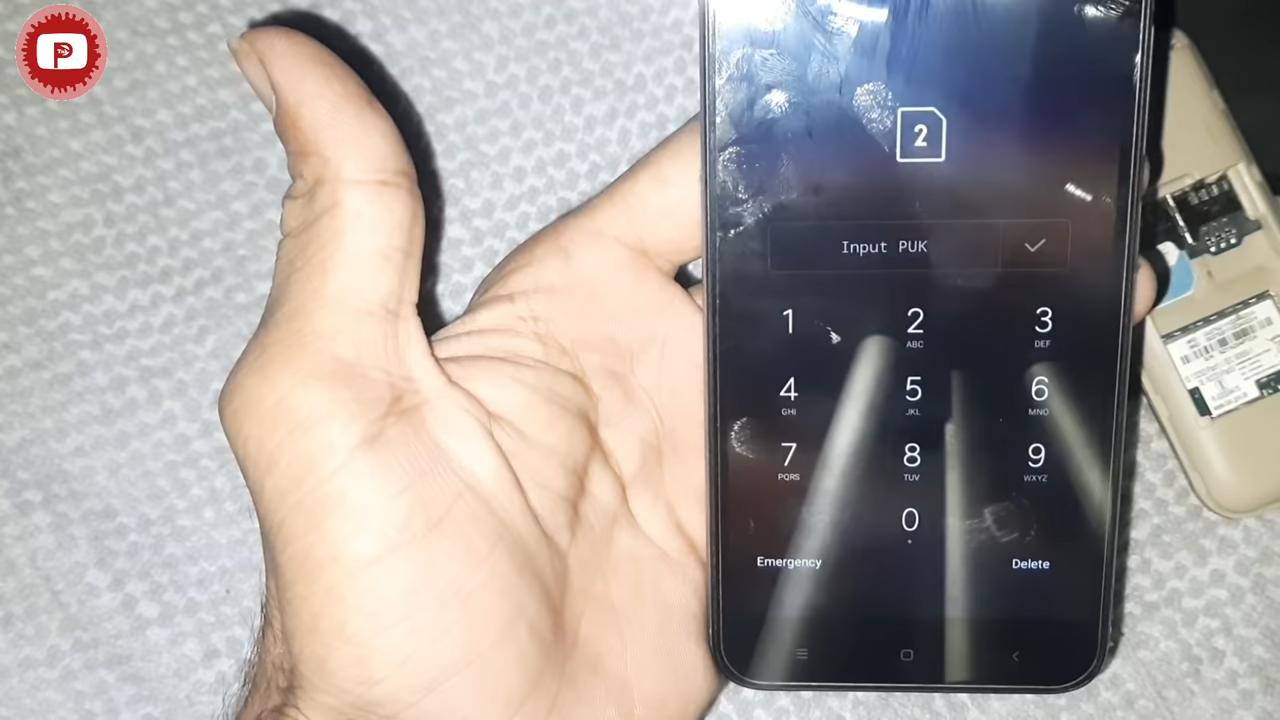 P
2
Input PUK
1
2
ABC
3
DEF
4
GHI
5
JKL
6
MNO
7
PQRS
8
TUV
9
WXYZ
0
+
Emergency
Delete